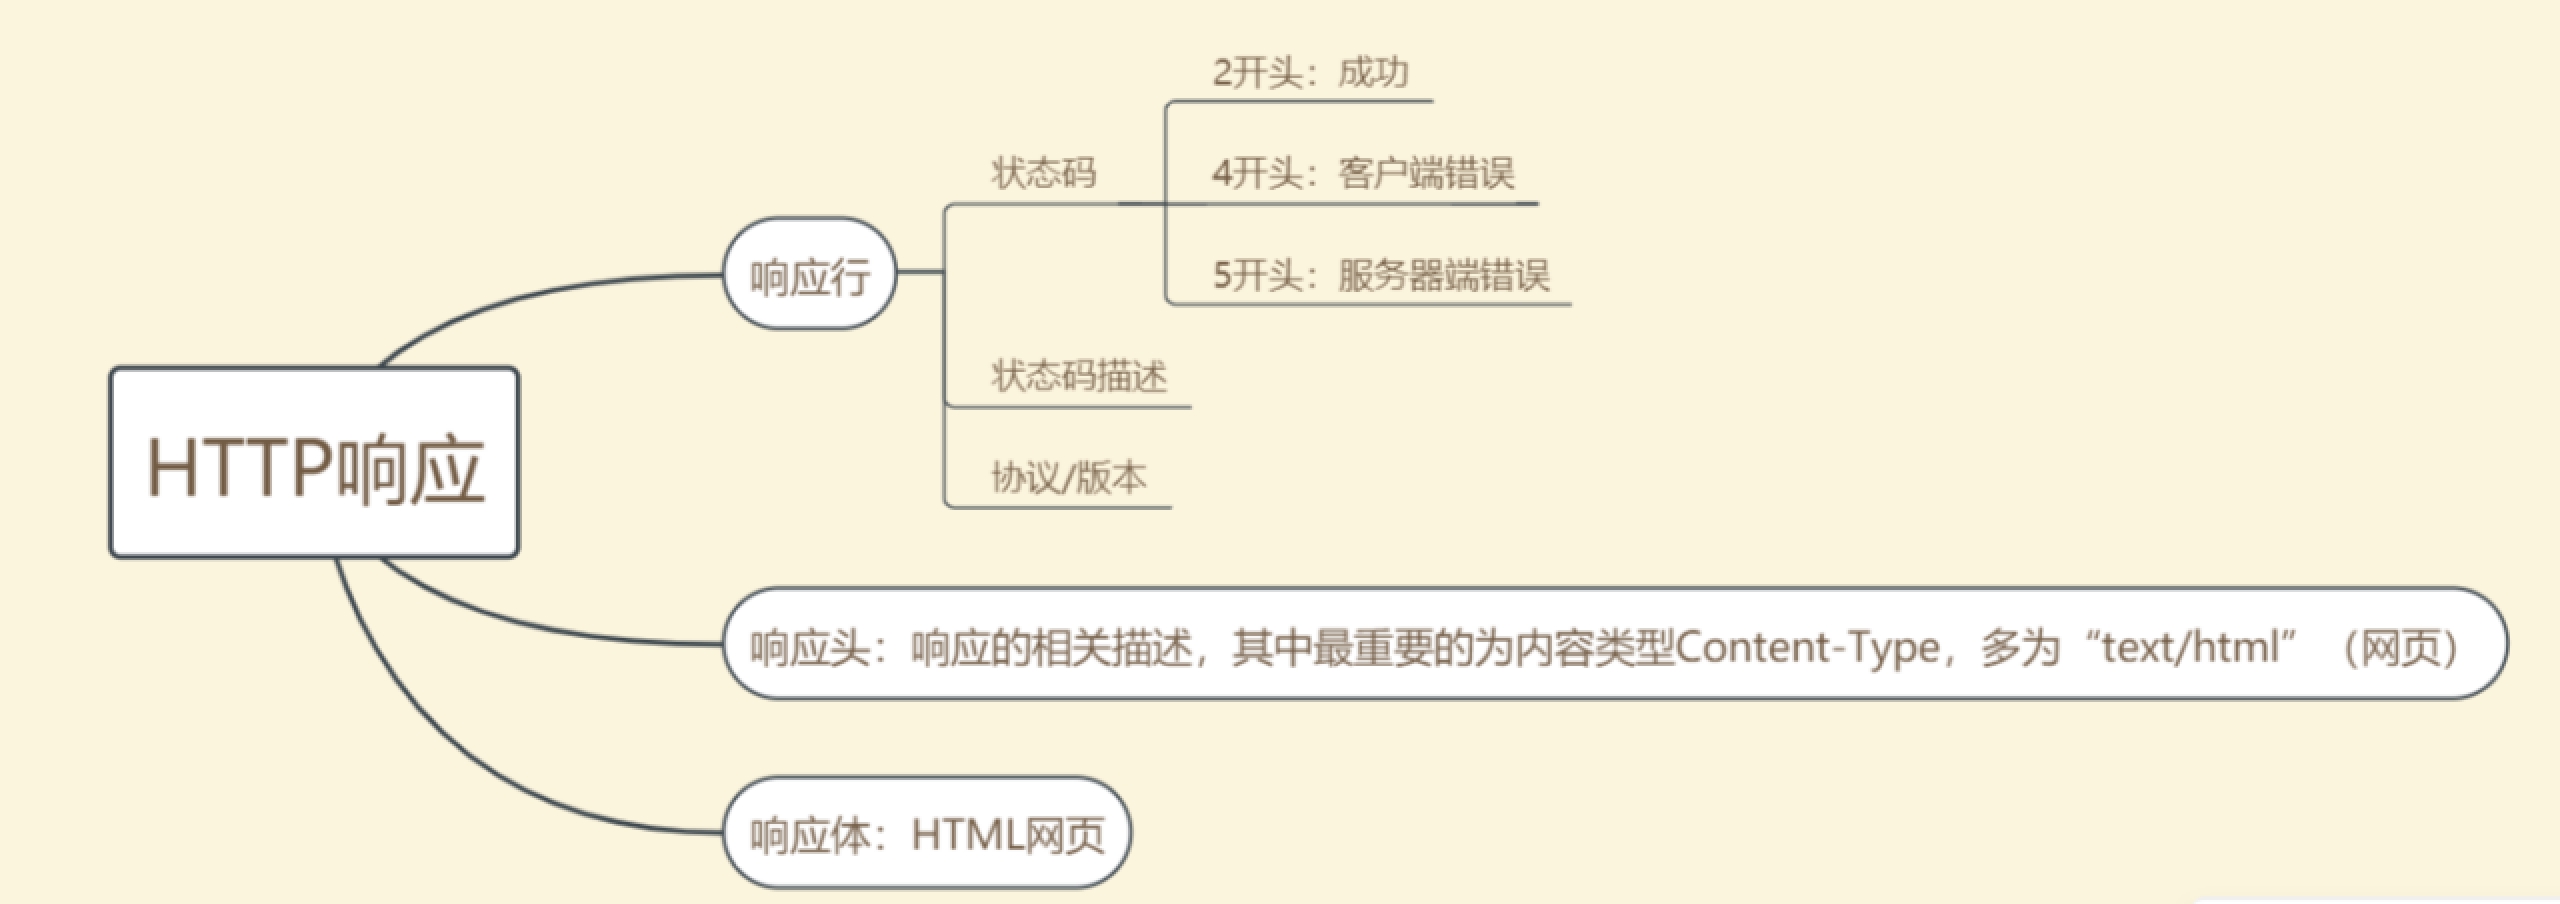 2开头：成功
状态码
4开头：客户端错误
响应行
5开头：服务器端错误
状态码描述
HTTP响应
协议/版本
响应头：响应的相关描述，其中最重要的为内容类型Content-Type，多为“text/html”（网页）
响应体：HTML网页